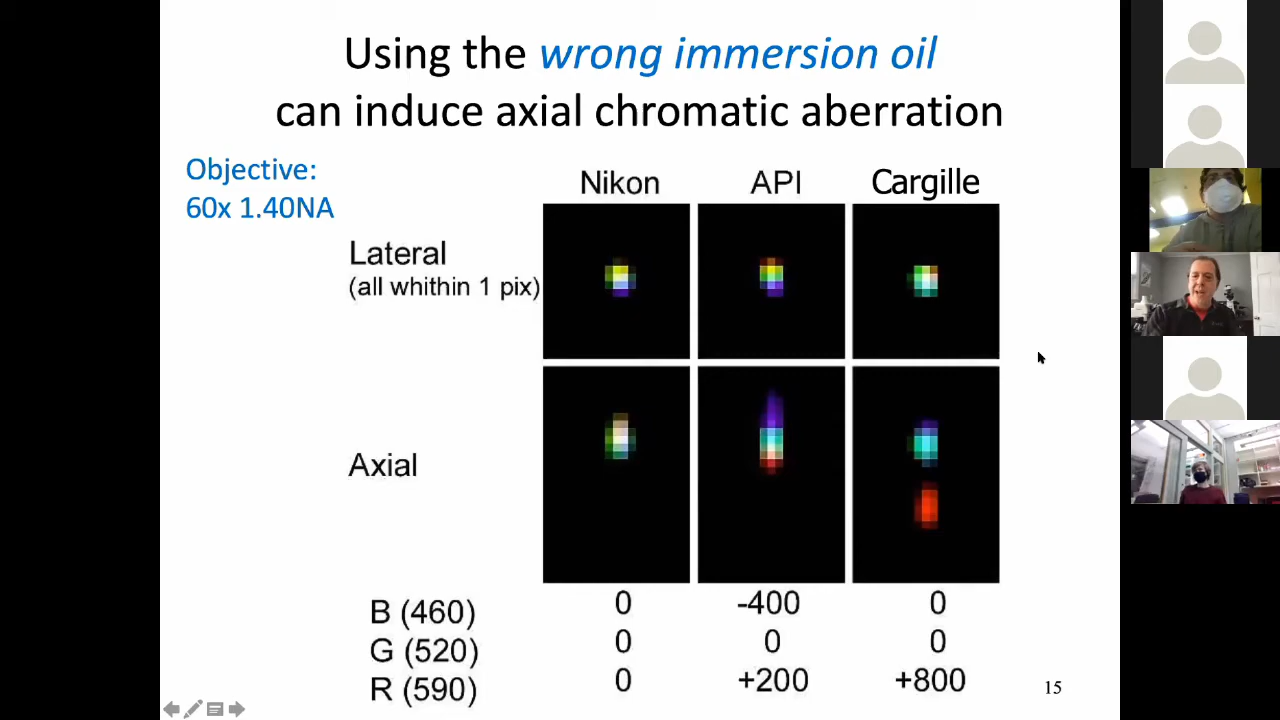 Using the wrong immersion oil
can induce axial chromatic aberration
Objective:
60x 1.40NA
Nikon API Cargille
Lateral
(all whithin 1 pix)
Axial
B (460) 0 -400 0
G (520) 0 0 0
R (590) 0 +200 +800
15